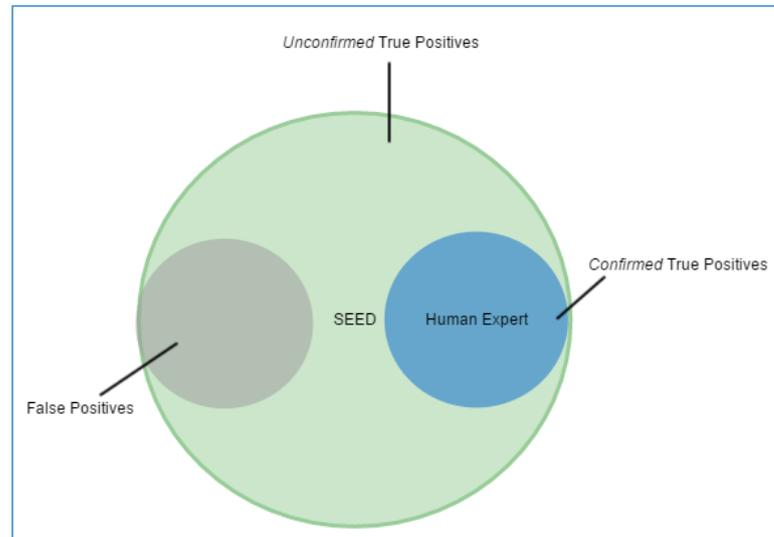 Unconfirmed True Positives
Confirmed True Positives
SEED
Human Expert
False Positives